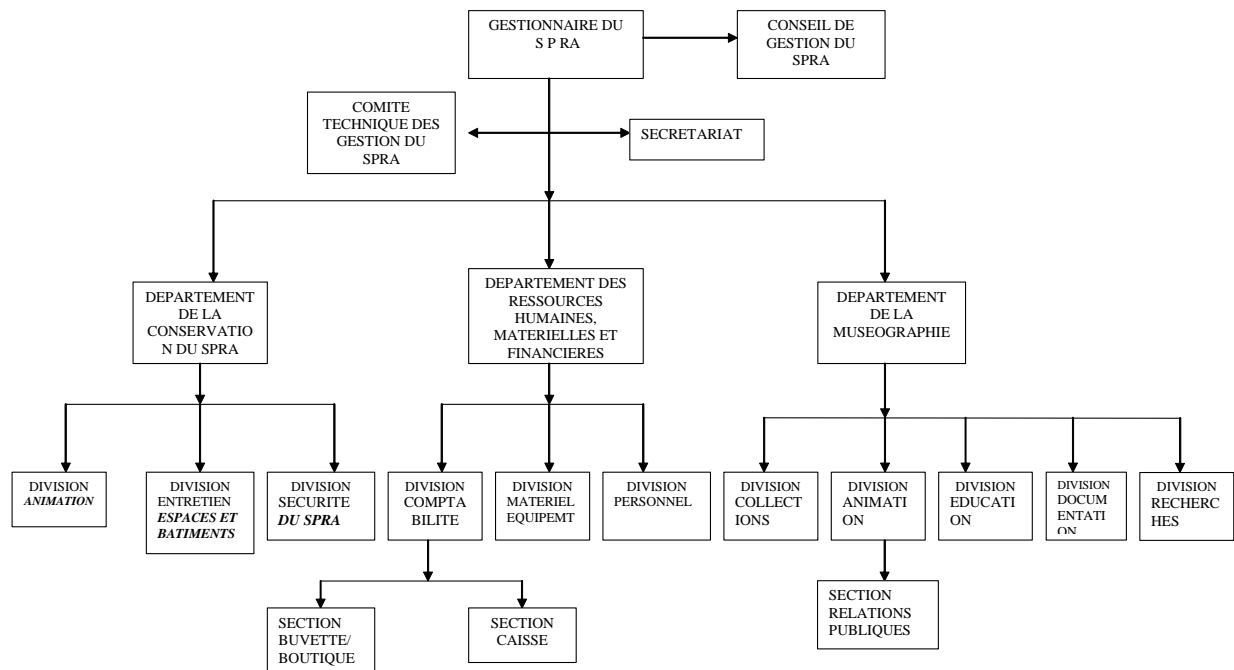 GESTIONNAIRE DU
S P RA
CONSEIL DE
GESTION DU
SPRA
COMITE
TECHNIQUE DES
GESTION DU
SPRA
SECRETARIAT
DEPARTEMENT
DE LA
CONSERVATIO
N DU SPRA
DEPARTEMENT DES
RESSOURCES
HUMAINES,
MATERIELLES ET
FINANCIERES
DEPARTEMENT
DE LA
MUSEOGRAPHIE
DIVISION
ANIMATION
DIVISION
ENTRETIEN
ESPACES ET
BATIMENTS
DIVISION
SECURITE
DU SPRA
DIVISION
COMPTA
BILITE
DIVISION
MATERIEL
EQUIPEMT
DIVISION
PERSONNEL
DIVISION
COLLECTI
ONS
DIVISION
ANIMATI
ON
DIVISION
EDUCATI
ON
DIVISION
DOCUM
ENTATI
ON
DIVISION
RECHERC
HES
SECTION
BUVETTE/
BOUTIQUE
SECTION
CAISSE
SECTION
RELATIONS
PUBLIQUES